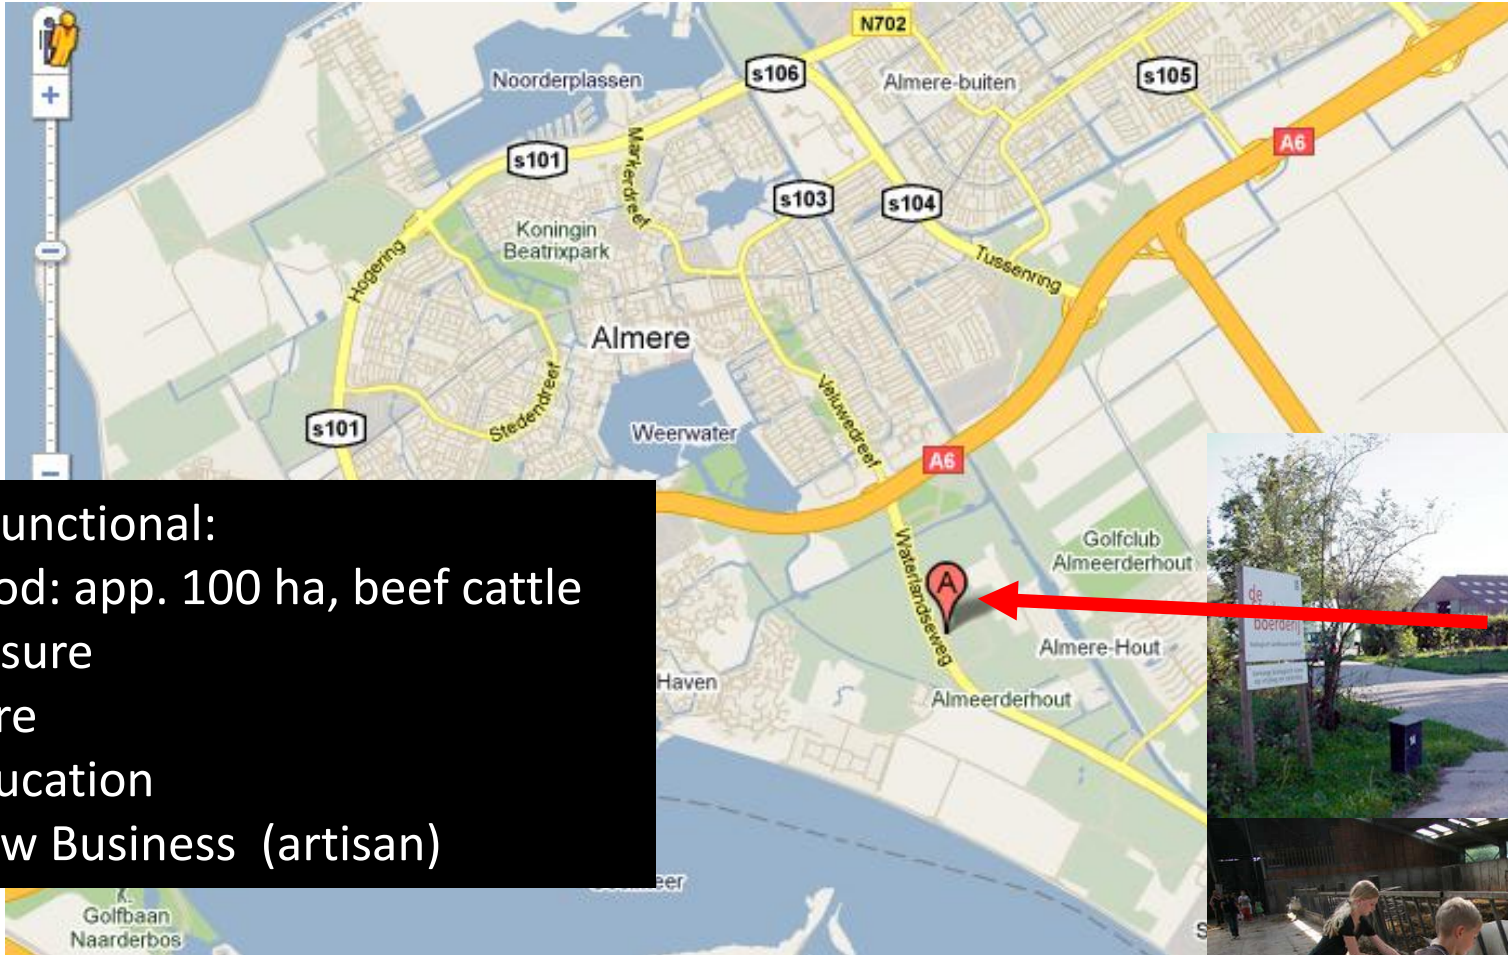 N702
s106
s105
Noorderplassen
Almere-buiten
A6
s101
Markerdreef
s103
s104
Koningin
Beatrixpark
Hogering
Tussenring
Almere
Stedendreef
Veluwedreef
s101
Weerwater
A6
unctional:
od: app. 100 ha, beef cattle
sure
re
ucation
w Business (artisan)
Waterlandseweg
Golfclub
Almeerderhout
A
Almere-Hout
Haven
Almeerderhout
de
boerderij
eer
K.
Golfbaan
Naarderbos
S